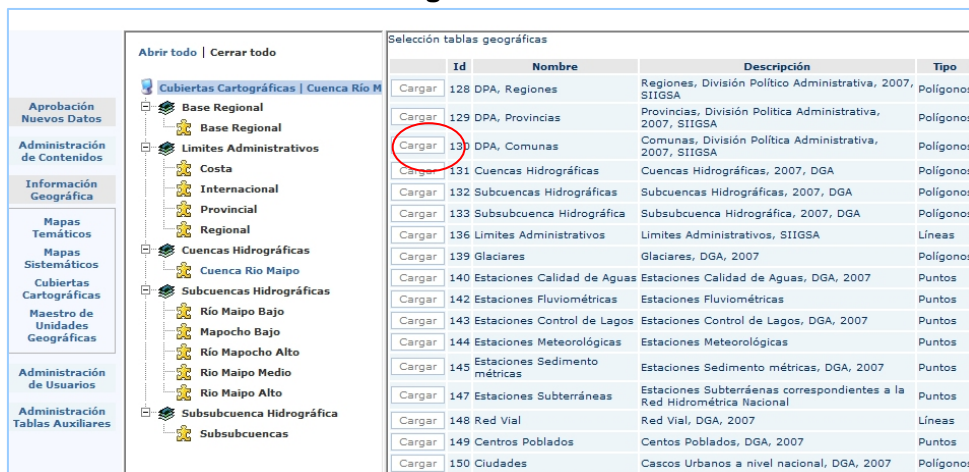 Selección tablas geográficas
Abrir todo | Cerrar todo
Cubiertas Cartográficas | Cuenca Río M
Base Regional
Base Regional
Limites Administrativos
Costa
Internacional
Provincial
Regional
Cuencas Hidrográficas
Cuenca Rio Maipo
Subcuencas Hidrográficas
Río Maipo Bajo
Mapocho Bajo
Río Mapocho Alto
Rio Maipo Medio
Rio Maipo Alto
Subsubcuenca Hidrográfica
Subsubcuencas
Aprobación
Nuevos Datos
Administración
de Contenidos
Información
Geográfica
Mapas
Temáticos
Mapas
Sistemáticos
Cubiertas
Cartográficas
Maestro de
Unidades
Geográficas
Administración
de Usuarios
Administración
Tablas Auxiliares
Id Nombre Descripción Tipo
Cargar 128 DPA, Regiones Regiones, División Político Administrativa, 2007, SIIGSA Polígonos
Cargar 129 DPA, Provincias Provincias, División Politica Administrativa, 2007, SIIGSA Polígonos
Cargar 130 DPA, Comunas Comunas, División Política Administrativa, 2007, SIIGSA Polígonos
Cargar 131 Cuencas Hidrográficas Cuencas Hidrográficas, 2007, DGA Polígonos
Cargar 132 Subcuencas Hidrográficas Subcuencas Hidrográficas, 2007, DGA Polígonos
Cargar 133 Subsubcuenca Hidrográfica Subsubcuenca Hidrográfica, 2007, DGA Polígonos
Cargar 136 Limites Administrativos Limites Administrativos, SIIGSA Líneas
Cargar 139 Glaciares Glaciares, DGA, 2007 Polígonos
Cargar 140 Estaciones Calidad de Aguas Estaciones Calidad de Aguas, DGA, 2007 Puntos
Cargar 142 Estaciones Fluviométricas Estaciones Fluviométricas Puntos
Cargar 143 Estaciones Control de Lagos Estaciones Control de Lagos, DGA, 2007 Puntos
Cargar 144 Estaciones Meteorológicas Estaciones Meteorológicas Puntos
Cargar 145 Estaciones Sedimento métricas Estaciones Sedimento métricas, DGA, 2007 Puntos
Cargar 147 Estaciones Subterráneas Estaciones Subterráenas correspondientes a la Red Hidrométrica Nacional Puntos
Cargar 148 Red Vial Red Vial, DGA, 2007 Líneas
Cargar 149 Centros Poblados Centos Poblados, DGA, 2007 Puntos
Cargar 150 Ciudades Cascos Urbanos a nivel nacional, DGA, 2007 Polígonos